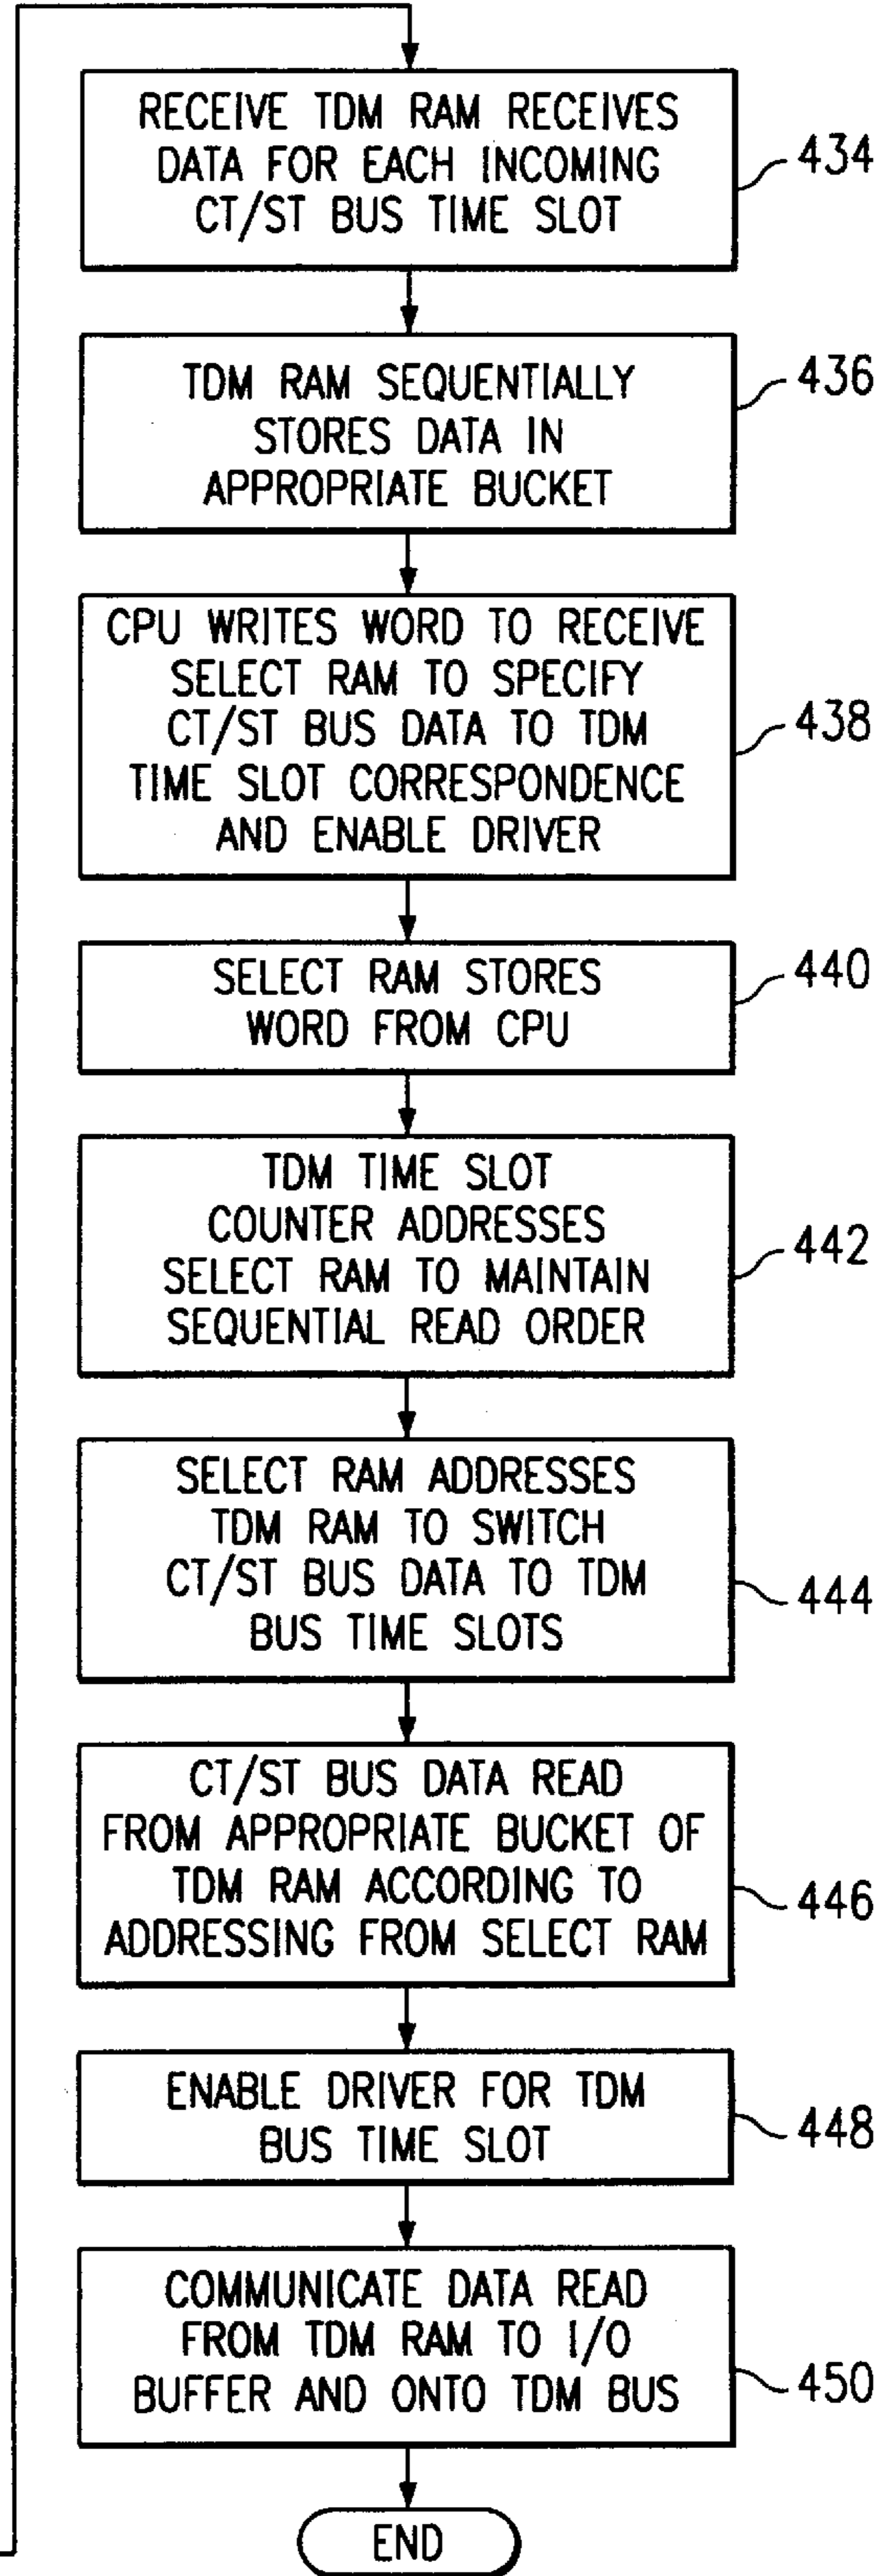 RECEIVE TDM RAM RECEIVES
DATA FOR EACH INCOMING
CT/ST BUS TIME SLOT
434
TDM RAM SEQUENTIALLY
STORES DATA IN
APPROPRIATE BUCKET
436
CPU WRITES WORD TO RECEIVE
SELECT RAM TO SPECIFY
CT/ST BUS DATA TO TDM
TIME SLOT CORRESPONDENCE
AND ENABLE DRIVER
438
SELECT RAM STORES
WORD FROM CPU
440
TDM TIME SLOT
COUNTER ADDRESSES
SELECT RAM TO MAINTAIN
SEQUENTIAL READ ORDER
442
SELECT RAM ADDRESSES
TDM RAM TO SWITCH
CT/ST BUS DATA TO TDM
BUS TIME SLOTS
444
CT/ST BUS DATA READ
FROM APPROPRIATE BUCKET OF
TDM RAM ACCORDING TO
ADDRESSING FROM SELECT RAM
446
ENABLE DRIVER FOR TDM
BUS TIME SLOT
448
COMMUNICATE DATA READ
FROM TDM RAM TO I/O
BUFFER AND ONTO TDM BUS
450
END